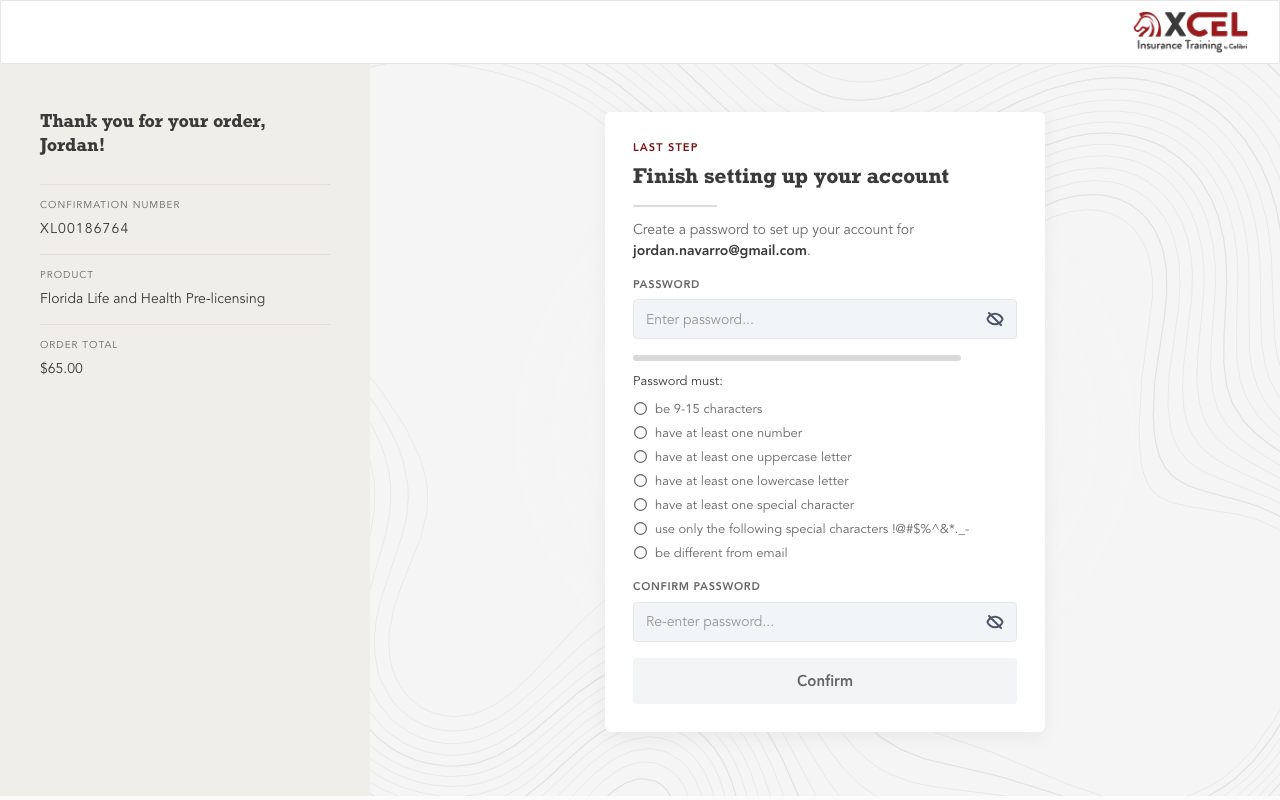 XCEL
Insurance Training by Colibri
Thank you for your order,
Jordan!
CONFIRMATION NUMBER
XL00186764
PRODUCT
Florida Life and Health Pre-licensing
ORDER TOTAL
$65.00
LAST STEP
Finish setting up your account
Create a password to set up your account for
jordan.navarro@gmail.com.
PASSWORD
Enter password...
Password must:
be 9-15 characters
have at least one number
have at least one uppercase letter
have at least one lowercase letter
have at least one special character
use only the following special characters !@#$%^&*._-
be different from email
CONFIRM PASSWORD
Re-enter password...
Confirm